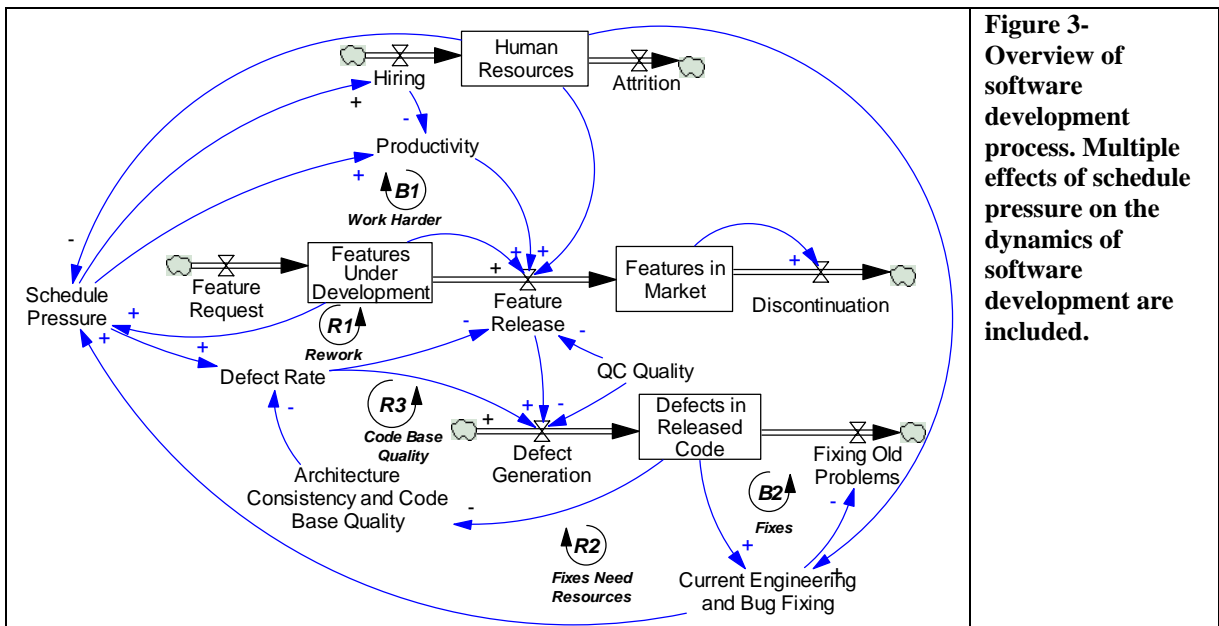 Human
Resources
Hiring
Attrition
+
-
Productivity
+
B1
Work Harder
-
Feature
Request
Features
Under
Development
+
+
+
Feature
Release
Features in
Market
+
Discontinuation
Schedule
Pressure
+
+
+
R1
Rework
-
-
Defect Rate
QC Quality
-
R3
Code Base
Quality
+
+
-
Defect
Generation
Defects in
Released
Code
Fixing Old
Problems
Architecture
Consistency and Code
Base Quality
-
B2
Fixes
-
R2
Fixes Need
Resources
+
+
Current Engineering
and Bug Fixing
Figure 3-
Overview of
software
development
process. Multiple
effects of schedule
pressure on the
dynamics of
software
development are
included.